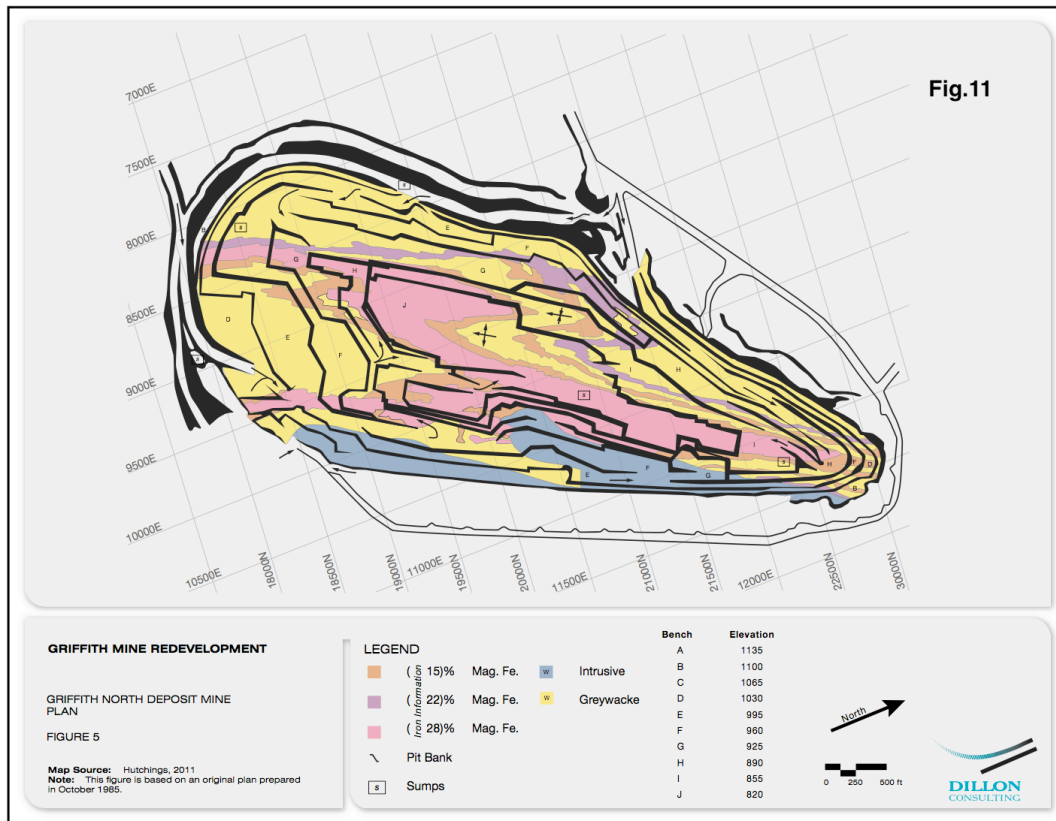 Fig.11
7000E
7500E
8000E
8500E
9000E
9500E
10000E
10500E
18000N
18500N
19000N
11000E
19500N
20000N
11500E
21000N
21500N
12000E
22500N
3000N
S
S
S
S
S
B
D
E
F
G
H
J
E
F
G
I
H
E
F
G
I
H
F
D
B
GRIFFITH MINE REDEVELOPMENT
GRIFFITH NORTH DEPOSIT MINE
PLAN
FIGURE 5
Map Source: Hutchings, 2011
Note: This figure is based on an original plan prepared
in October 1985.
LEGEND
Iron Information
( 15)% Mag. Fe.
( 22)% Mag. Fe.
( 28)% Mag. Fe.
Pit Bank
S Sumps
W Intrusive
W Greywacke
Bench Elevation
A 1135
B 1100
C 1065
D 1030
E 995
F 960
G 925
H 890
I 855
J 820
North
0 250 500 ft
DILLON
CONSULTING